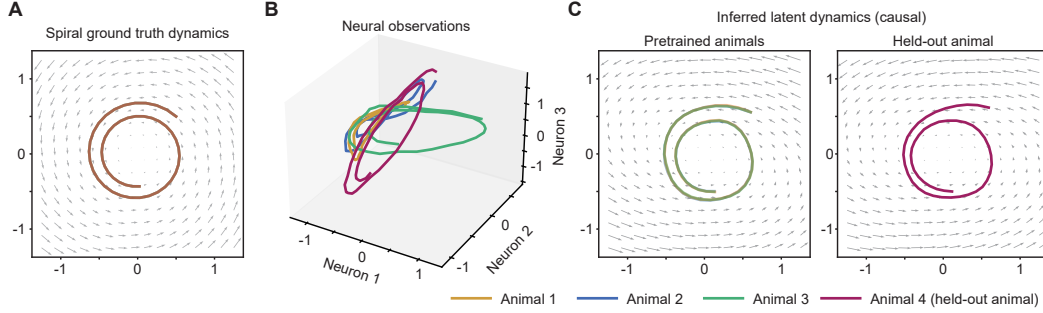 A
Spiral ground truth dynamics
1
0
-1
-1
0
1
B
Neural observations
1
0
-1
Neuron 3
-1
0
1
Neuron 1
-1
0
1
Neuron 2
C
Inferred latent dynamics (causal)
Pretrained animals
1
0
-1
-1
0
1
Held-out animal
1
0
-1
-1
0
1
Animal 1
Animal 2
Animal 3
Animal 4 (held-out animal)